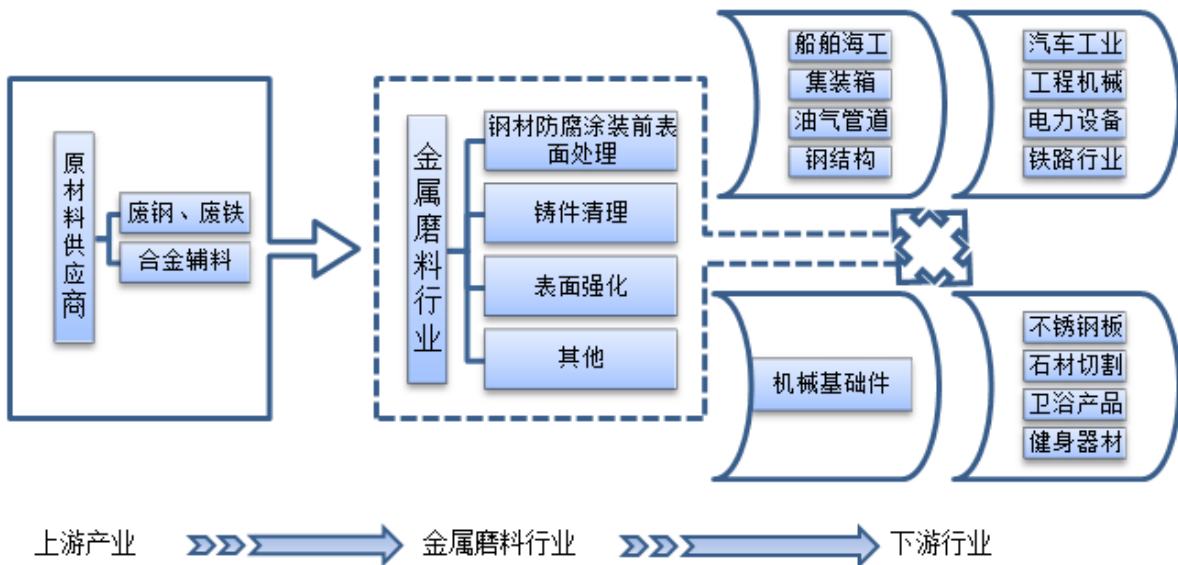 原材料供应商
废钢、废铁
合金辅料
金属磨料行业
钢材防腐涂装前表
面处理
铸件清理
表面强化
其他
船舶海工
集装箱
油气管道
钢结构
汽车工业
工程机械
电力设备
铁路行业
机械基础件
不锈钢板
石材切割
卫浴产品
健身器材
上游产业
金属磨料行业
下游行业